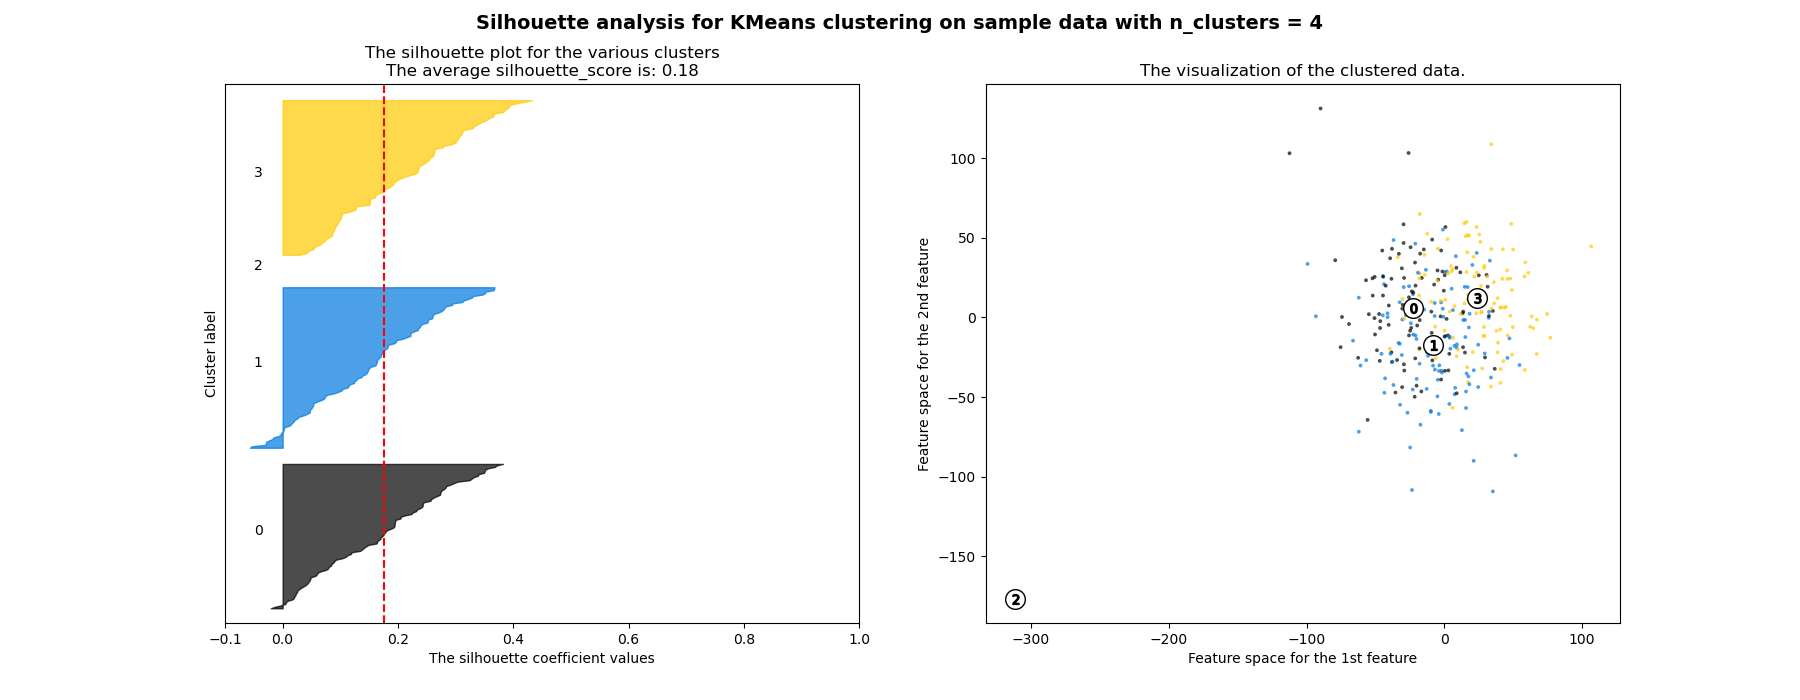 Silhouette analysis for KMeans clustering on sample data with n_clusters = 4
The silhouette plot for the various clusters
The average silhouette_score is: 0.18
Cluster label
3
2
1
0
−0.1 0.0 0.2 0.4 0.6 0.8 1.0
The silhouette coefficient values
The visualization of the clustered data.
Feature space for the 2nd feature
100
50
0
−50
−100
−150
0
3
1
2
−300 −200 −100 0 100
Feature space for the 1st feature